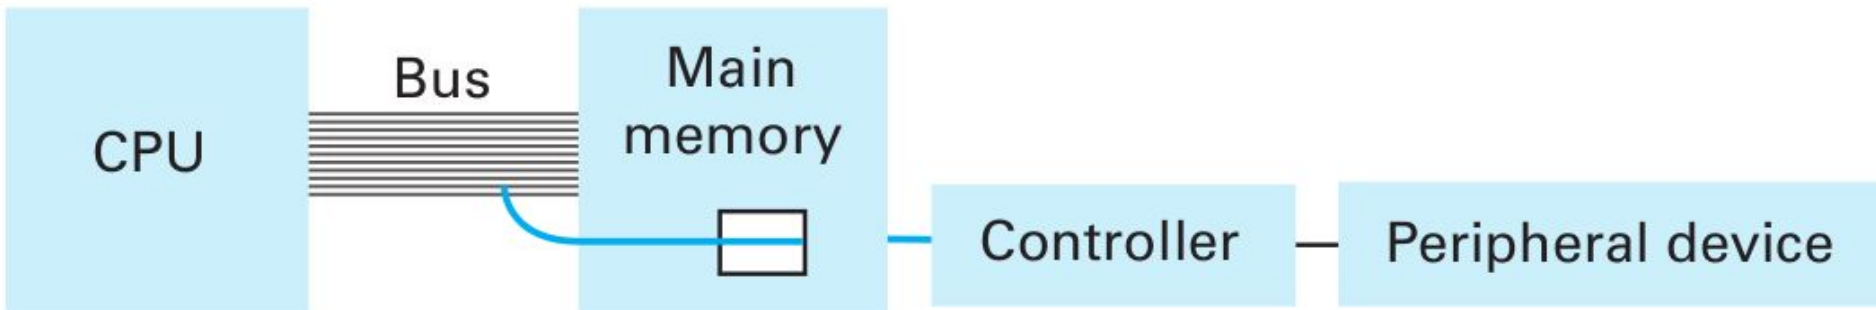 CPU
Bus
Main
memory
Controller
Peripheral device